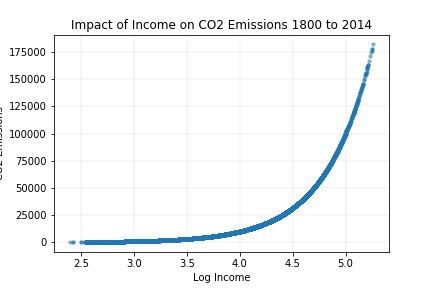 Impact of Income on CO2 Emissions 1800 to 2014
175000
150000
125000
100000
75000
50000
25000
0
2.5 3.0 3.5 4.0 4.5 5.0
Log Income
CO2 Emissions